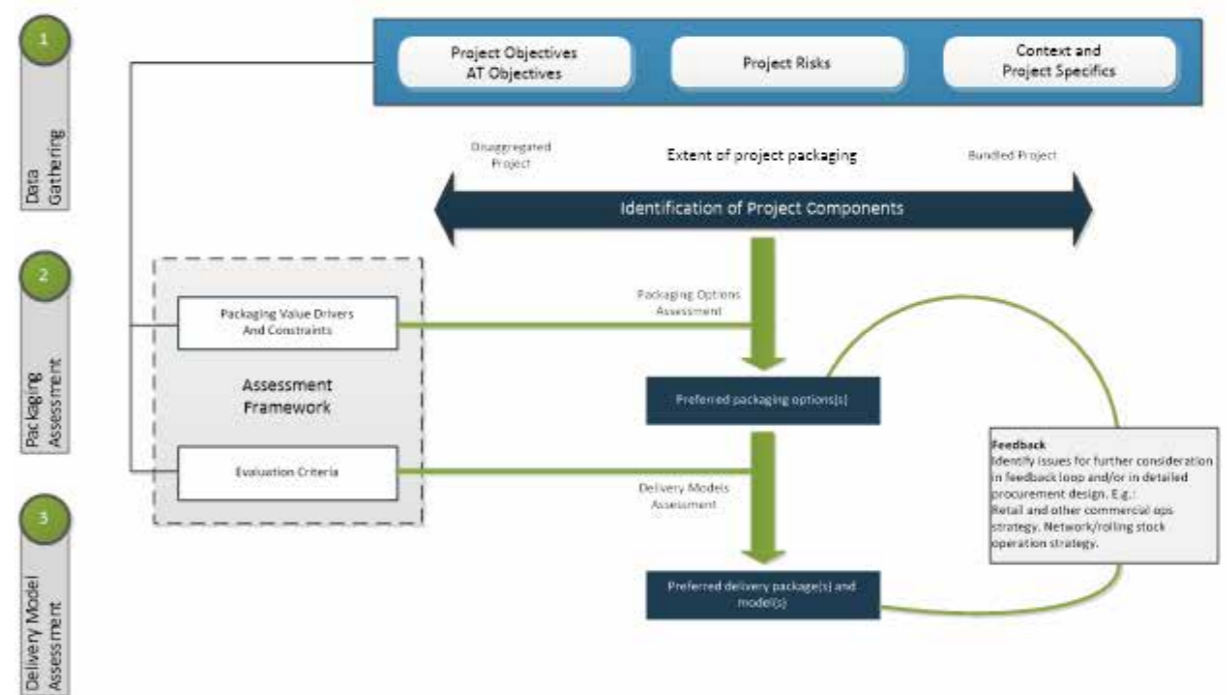 1
Data
Gathering
Project Objectives
AT Objectives
Project Risks
Context and
Project Specifics
Disaggregated
Project
Extent of project packaging
Bundled Project
Identification of Project Components
2
Packaging
Assessment
Packaging Value Drivers
And Constraints
Assessment
Framework
Evaluation Criteria
Packaging Options
Assessment
Preferred packaging options(s)
Delivery Models
Assessment
Feedback
Identify issues for further consideration
in feedback loop and/or in detailed
procurement design. E.g.:
Retail and other commercial ops
strategy. Network/rolling stock
operation strategy.
3
Delivery Model
Assessment
Preferred delivery package(s) and
model(s)